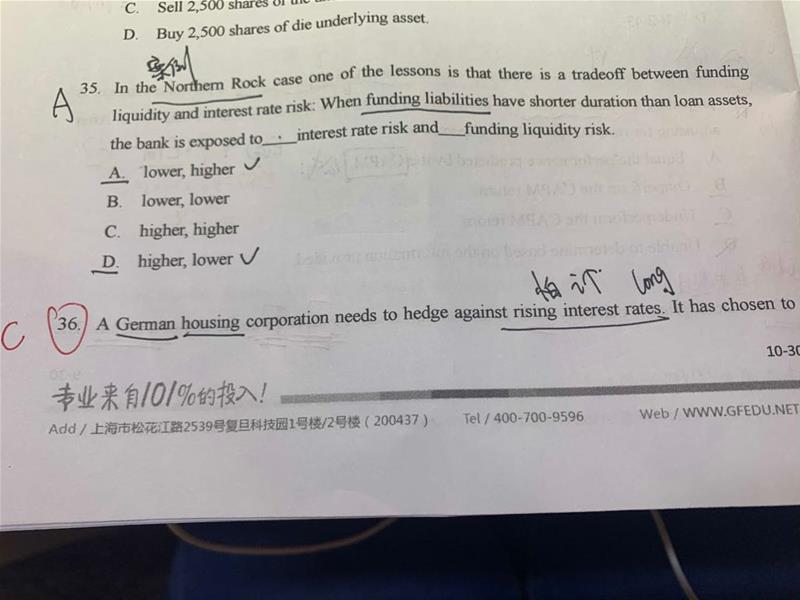 C. Sell 2,500 shares of the
D. Buy 2,500 shares of die underlying asset.
案例
A 35. In the Northern Rock case one of the lessons is that there is a tradeoff between funding
liquidity and interest rate risk: When funding liabilities have shorter duration than loan assets,
the bank is exposed to____interest rate risk and___funding liquidity risk.
A. lower, higher ✓
B. lower, lower
C. higher, higher
D. higher, lower ✓
long
C 36. A German housing corporation needs to hedge against rising interest rates. It has chosen to
10-30
专业来自101%的投入!
Add / 上海市松花江路2539号复旦科技园1号楼/2号楼(200437) Tel / 400-700-9596 Web / WWW.GFEDU.NET